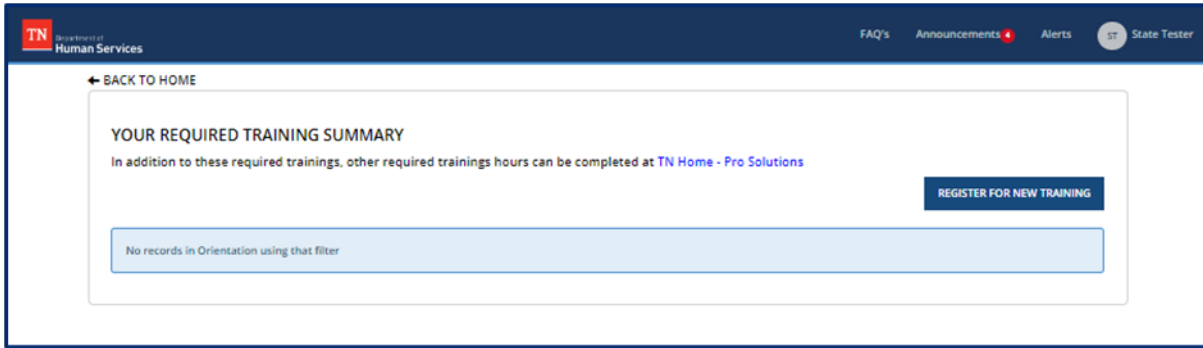 TN
Department of
Human Services
FAQ's Announcements 4 Alerts ST State Tester
← BACK TO HOME
YOUR REQUIRED TRAINING SUMMARY
In addition to these required trainings, other required trainings hours can be completed at TN Home - Pro Solutions
REGISTER FOR NEW TRAINING
No records in Orientation using that filter